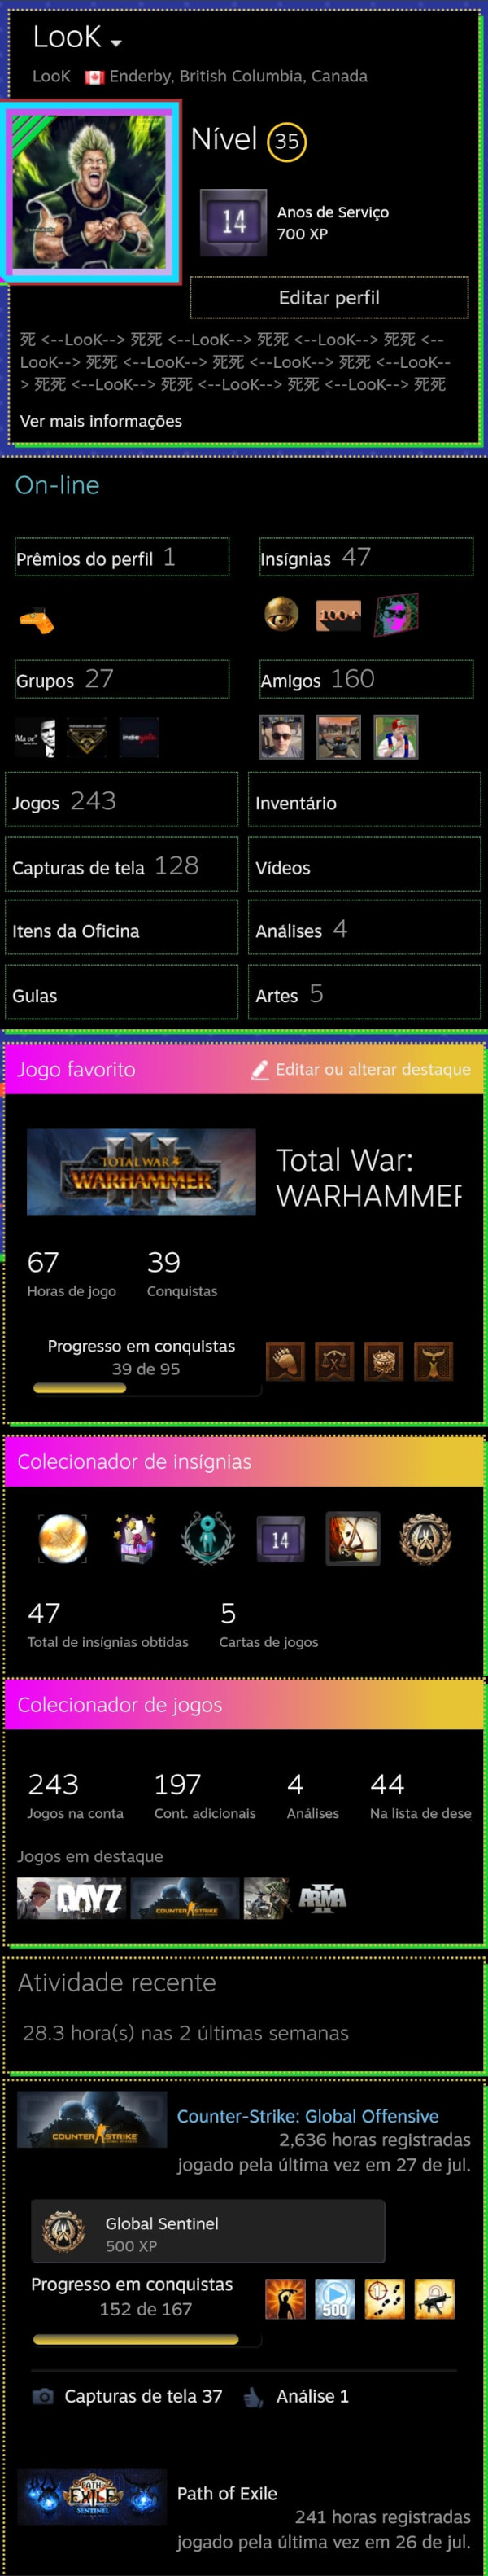 LooK
LooK Enderby, British Columbia, Canada
Nível 35
14
Anos de Serviço
700 XP
Editar perfil
死 <--LooK--> 死死 <--LooK--> 死死 <--LooK--> 死死 <--
LooK--> 死死 <--LooK--> 死死 <--LooK--> 死死 <--LooK--
> 死死 <--LooK--> 死死 <--LooK--> 死死 <--LooK--> 死死
Ver mais informações
On-line
Prêmios do perfil 1
Insígnias 47
100+
Grupos 27
Amigos 160
"Ma oe"
indiegala
Jogos 243
Inventário
Capturas de tela 128
Vídeos
Itens da Oficina
Análises 4
Guias
Artes 5
Jogo favorito
Editar ou alterar destaque
TOTAL WAR
WARHAMMER
III
Total War:
WARHAMMER
67
Horas de jogo
39
Conquistas
Progresso em conquistas
39 de 95
Colecionador de insígnias
14
47
Total de insígnias obtidas
5
Cartas de jogos
Colecionador de jogos
243
Jogos na conta
197
Cont. adicionais
4
Análises
44
Na lista de dese
Jogos em destaque
DAYZ
COUNTER STRIKE
ARMA II
Atividade recente
28.3 hora(s) nas 2 últimas semanas
COUNTER STRIKE
Counter-Strike: Global Offensive
2,636 horas registradas
jogado pela última vez em 27 de jul.
Global Sentinel
500 XP
Progresso em conquistas
152 de 167
500
Capturas de tela 37
Análise 1
PATH OF EXILE
SENTINEL
Path of Exile
241 horas registradas
jogado pela última vez em 26 de jul.